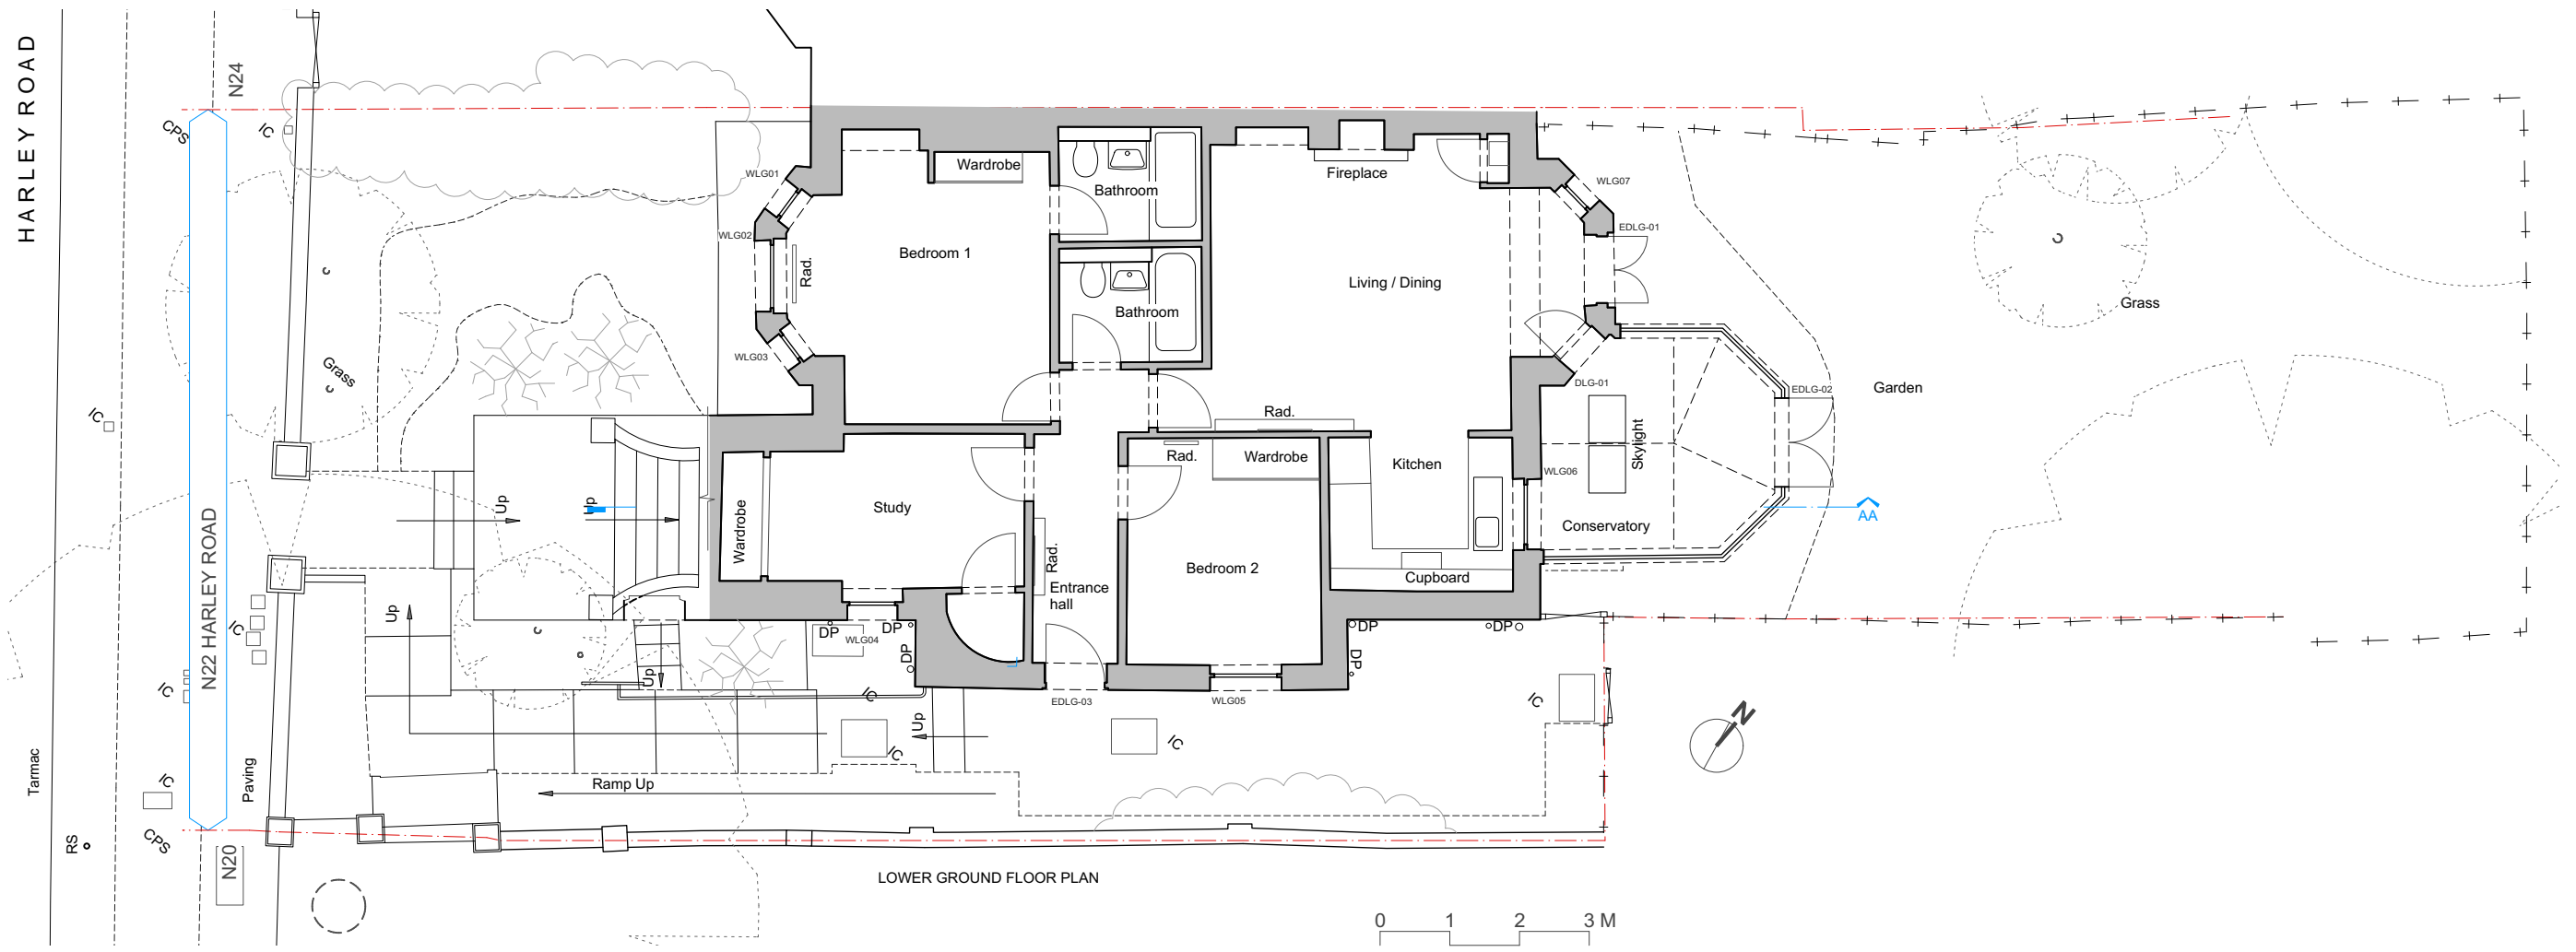 HARLEY ROAD
N24
CPS
IC
WLG01
Wardrobe
Bathroom
Fireplace
WLG07
WLG02
EDLG-01
Bedroom 1
Rad.
Living / Dining
Bathroom
Grass
WLG03
Grass
DLG-01
EDLG-02
Garden
IC
Rad.
Skylight
Rad.
Wardrobe
Kitchen
WLG06
Up
Up
Wardrobe
Study
Conservatory
AA
N22 HARLEY ROAD
Rad.
Entrance
hall
Bedroom 2
Cupboard
Up
IC
DP
WLG04
DP
DP
DP
DP
DP
Up
IC
IC
EDLG-03
WLG05
IC
N
Up
IC
IC
Tarmac
Paving
IC
Ramp Up
RS
CPS
N20
LOWER GROUND FLOOR PLAN
0 1 2 3 M